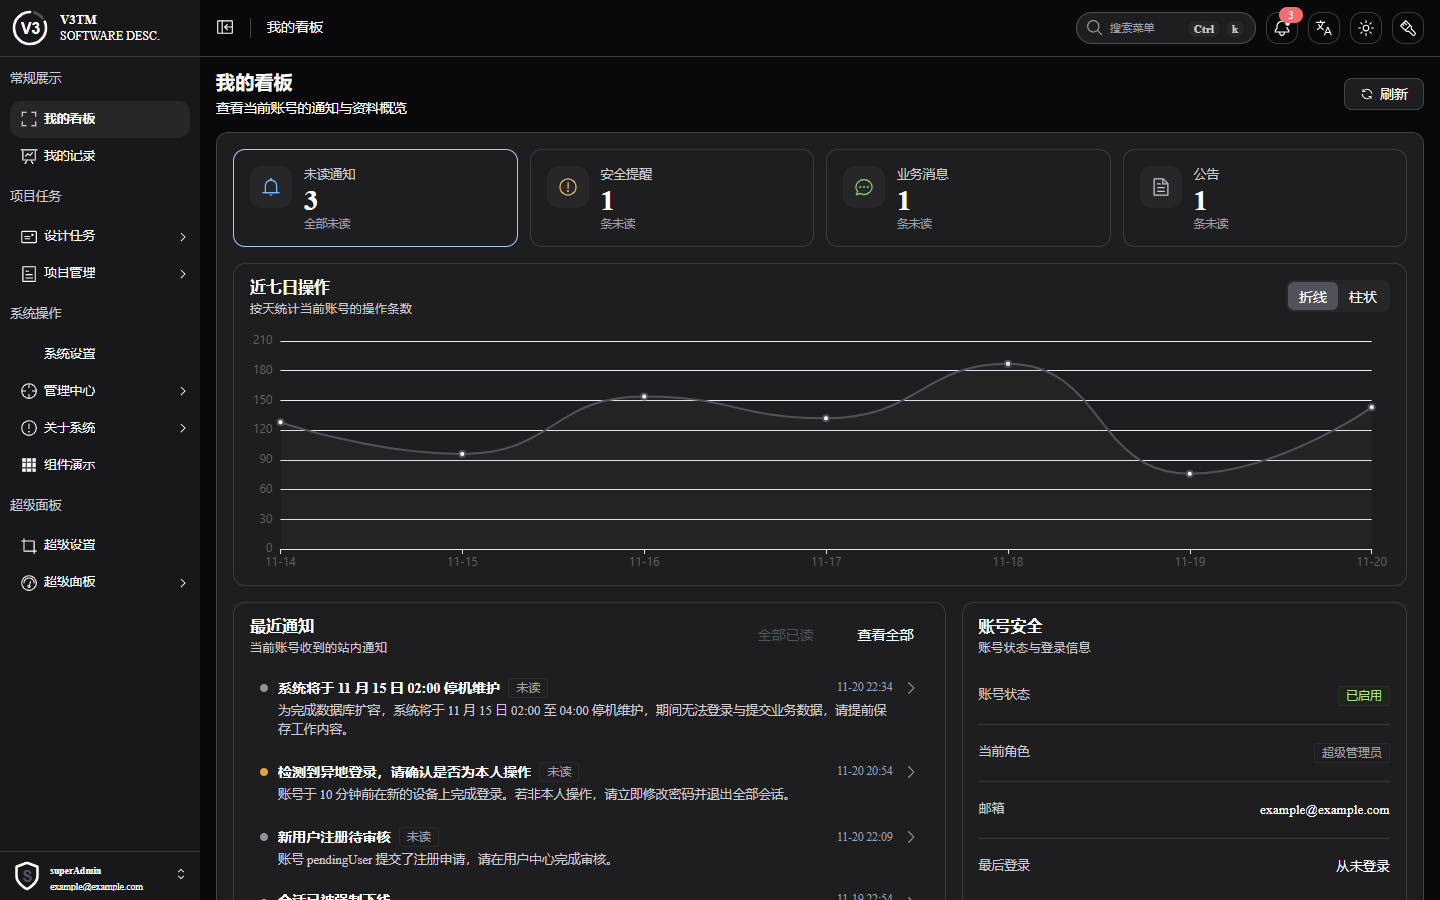 V3
V3TM
SOFTWARE DESC.
我的看板
搜索菜单
Ctrl
k
3
常规展示
我的看板
我的记录
项目任务
设计任务
项目管理
系统操作
系统设置
管理中心
关于系统
组件演示
超级面板
超级设置
超级面板
S
superAdmin
example@example.com
我的看板
查看当前账号的通知与资料概览
刷新
未读通知
3
全部未读
安全提醒
1
条未读
业务消息
1
条未读
公告
1
条未读
近七日操作
按天统计当前账号的操作条数
折线
柱状
210
180
150
120
90
60
30
0
11-14
11-15
11-16
11-17
11-18
11-19
11-20
最近通知
当前账号收到的站内通知
全部已读
查看全部
系统将于 11 月 15 日 02:00 停机维护
未读
11-20 22:34
为完成数据库扩容，系统将于 11 月 15 日 02:00 至 04:00 停机维护，期间无法登录与提交业务数据，请提前保
存工作内容。
检测到异地登录，请确认是否为本人操作
未读
11-20 20:54
账号于 10 分钟前在新的设备上完成登录。若非本人操作，请立即修改密码并退出全部会话。
新用户注册待审核
未读
11-20 22:09
账号 pendingUser 提交了注册申请，请在用户中心完成审核。
会话已被强制下线
11-19 22:54
账号安全
账号状态与登录信息
账号状态
已启用
当前角色
超级管理员
邮箱
example@example.com
最后登录
从未登录